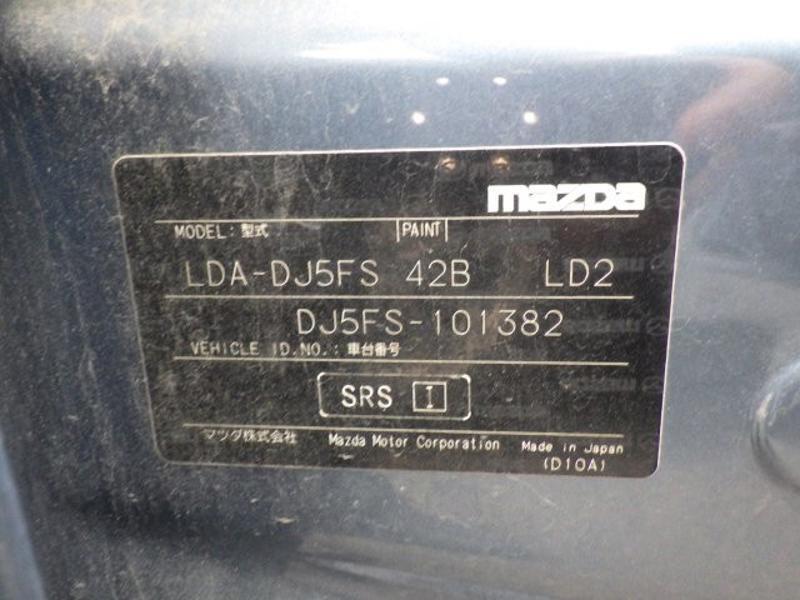 mazda
MODEL: 型式 PAINT
LDA-DJ5FS 42B LD2
DJ5FS-101382
VEHICLE ID.NO.: 車台番号
SRS I
マツダ株式会社 Mazda Motor Corporation Made in Japan
(D10A)